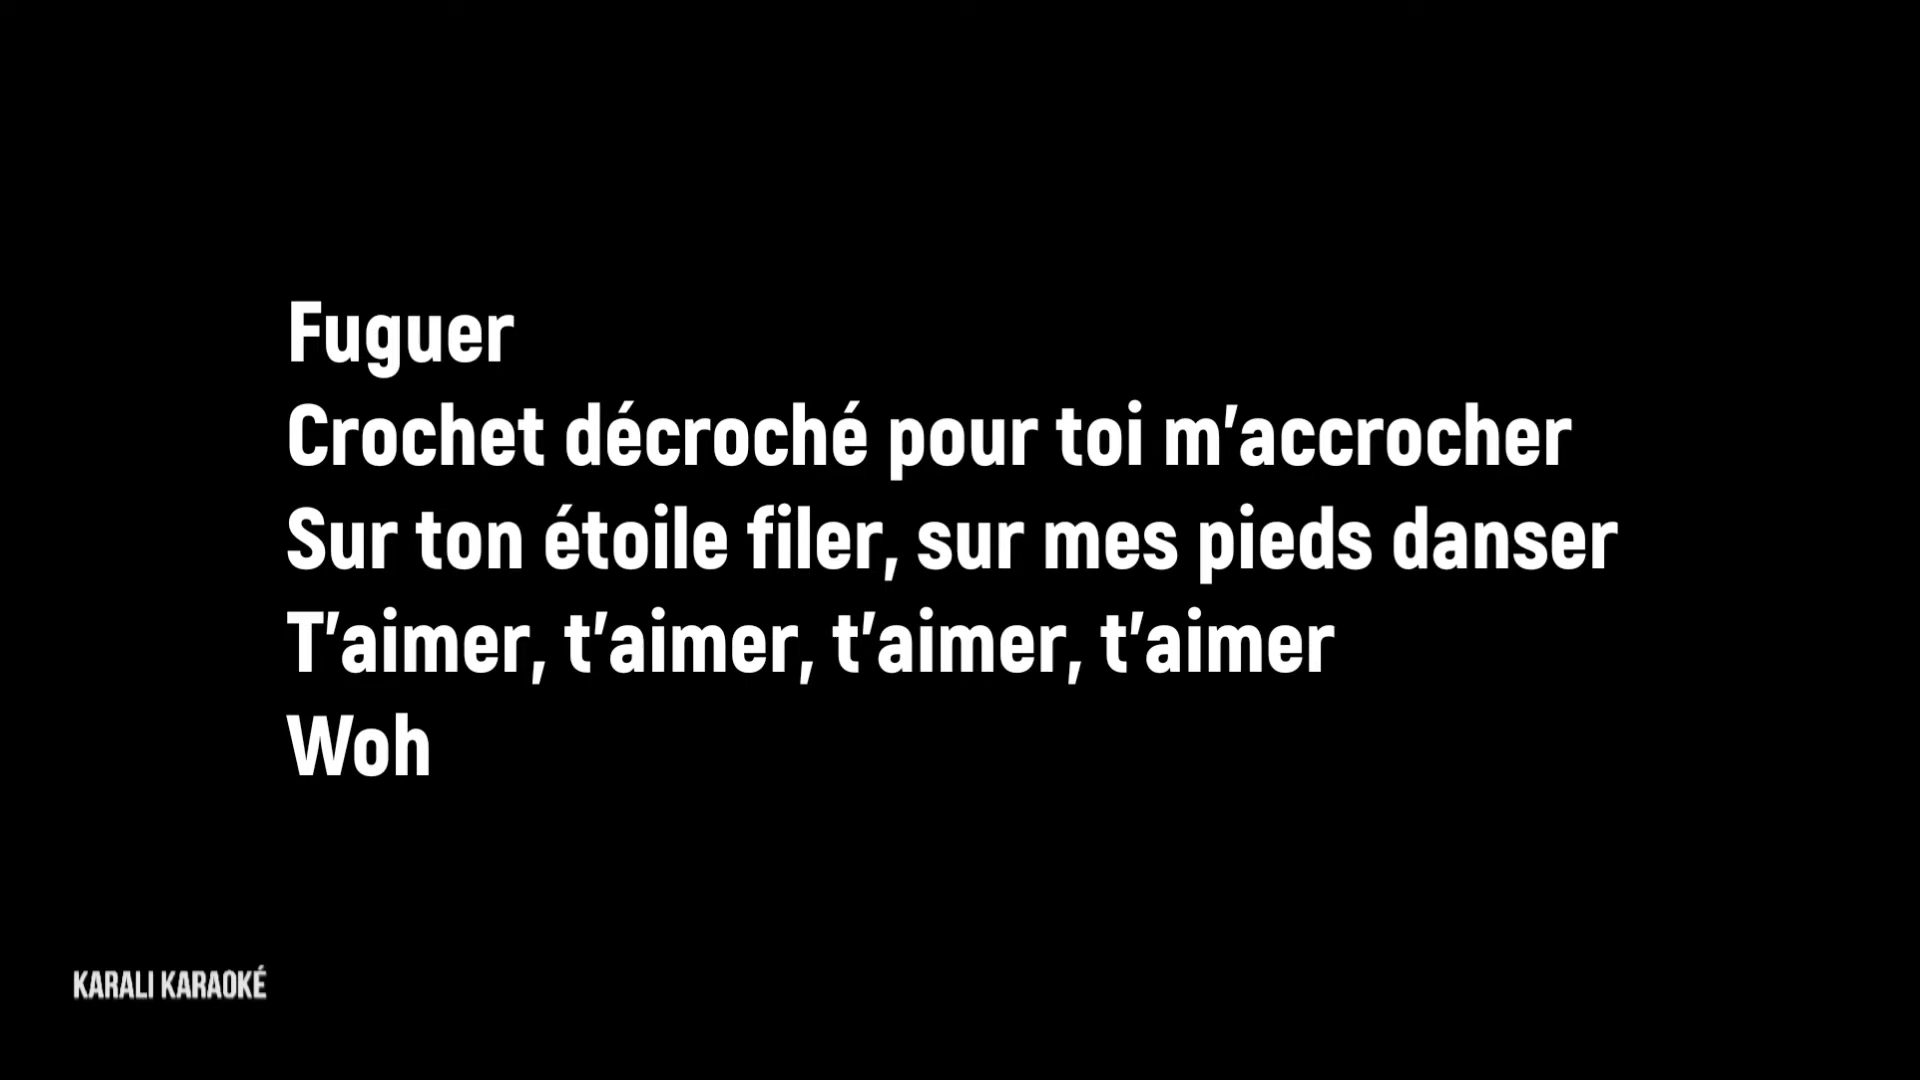 Fuguer
Crochet décroché pour toi m'accrocher
Sur ton étoile filer, sur mes pieds danser
T'aimer, t'aimer, t'aimer, t'aimer
Woh
KARALI KARAOKÉ